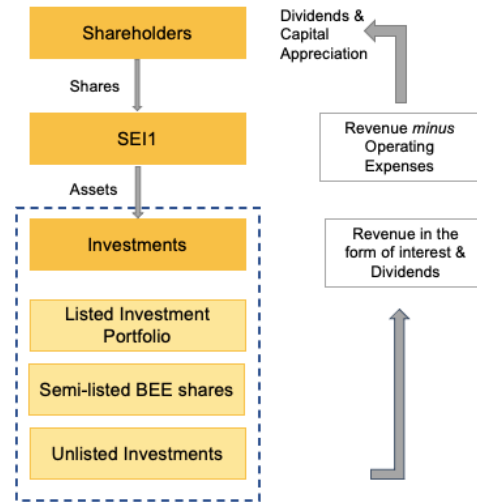 Shareholders
Dividends &
Capital
Appreciation
Shares
SEI1
Revenue minus
Operating
Expenses
Assets
Investments
Revenue in the
form of interest &
Dividends
Listed Investment
Portfolio
Semi-listed BEE shares
Unlisted Investments